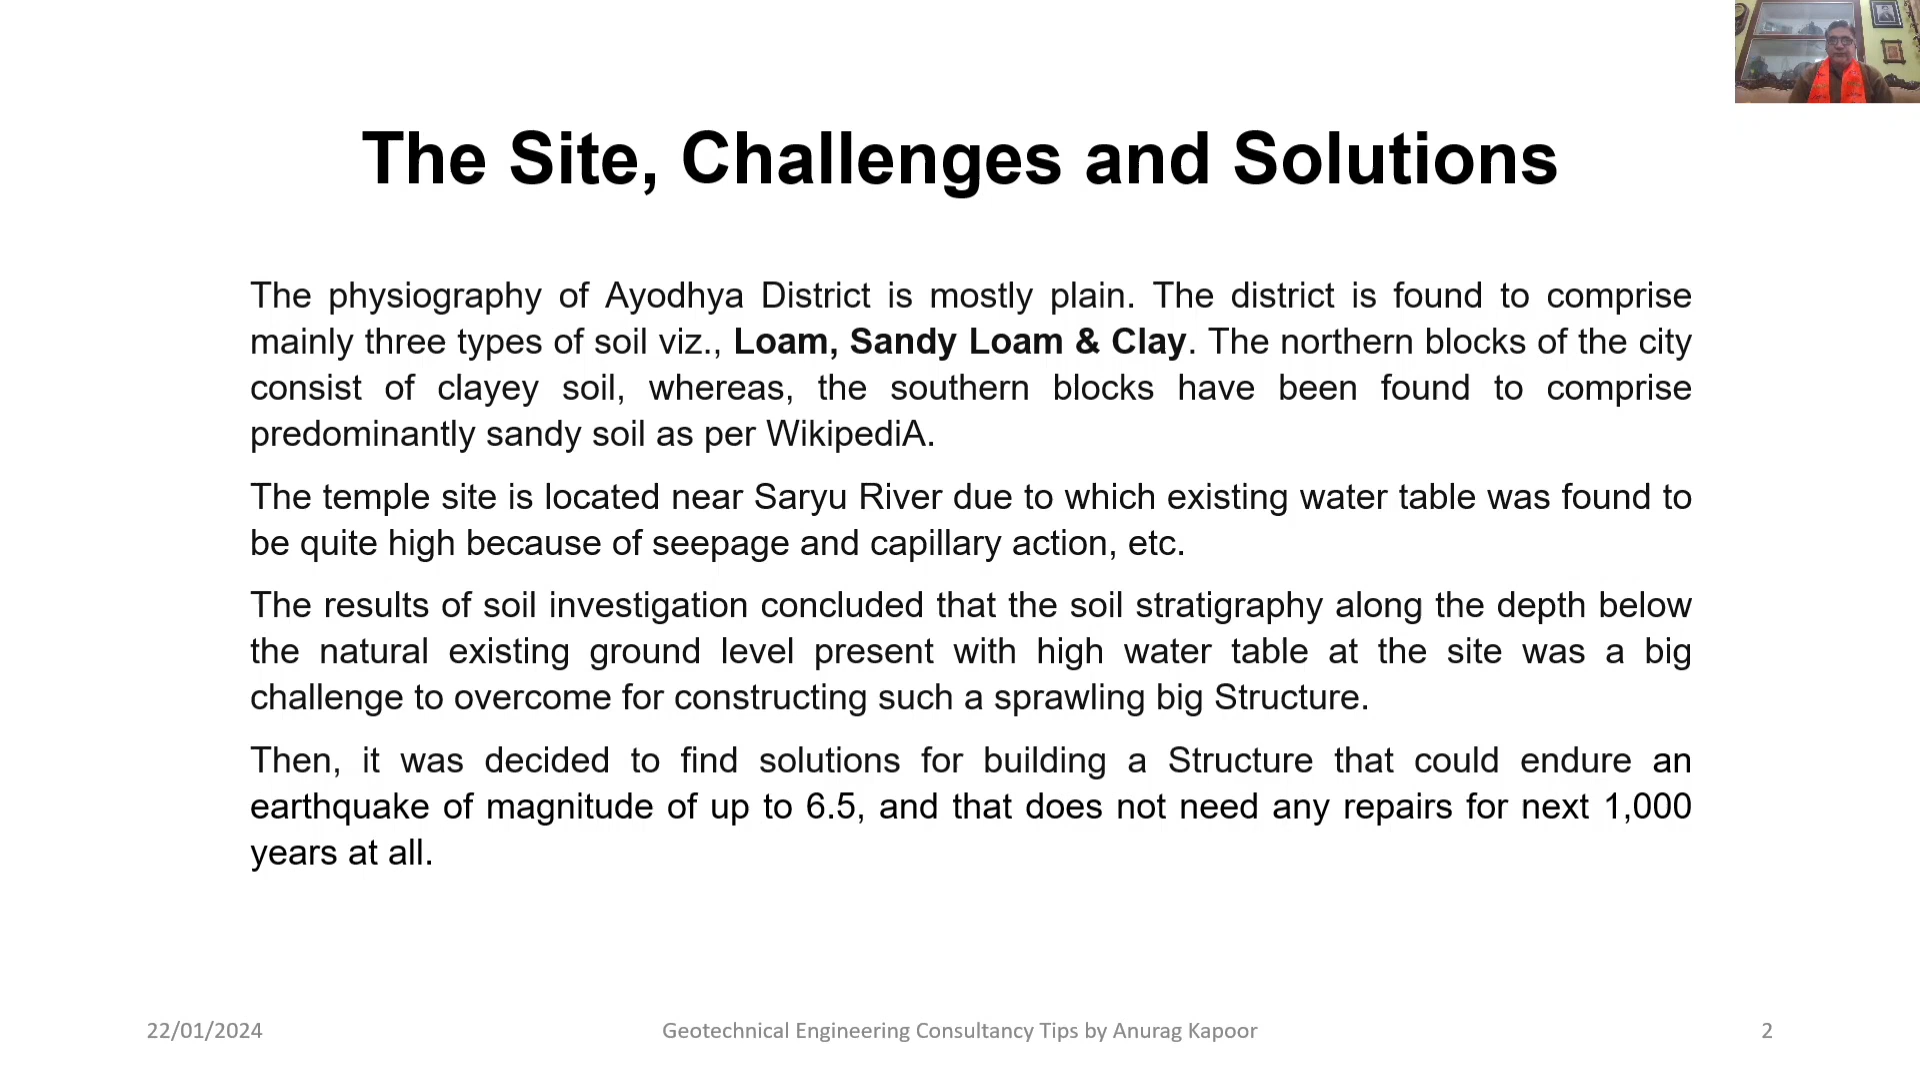 The Site, Challenges and Solutions
The physiography of Ayodhya District is mostly plain. The district is found to comprise
mainly three types of soil viz., Loam, Sandy Loam & Clay. The northern blocks of the city
consist of clayey soil, whereas, the southern blocks have been found to comprise
predominantly sandy soil as per WikipediA.
The temple site is located near Saryu River due to which existing water table was found to
be quite high because of seepage and capillary action, etc.
The results of soil investigation concluded that the soil stratigraphy along the depth below
the natural existing ground level present with high water table at the site was a big
challenge to overcome for constructing such a sprawling big Structure.
Then, it was decided to find solutions for building a Structure that could endure an
earthquake of magnitude of up to 6.5, and that does not need any repairs for next 1,000
years at all.
22/01/2024
Geotechnical Engineering Consultancy Tips by Anurag Kapoor
2